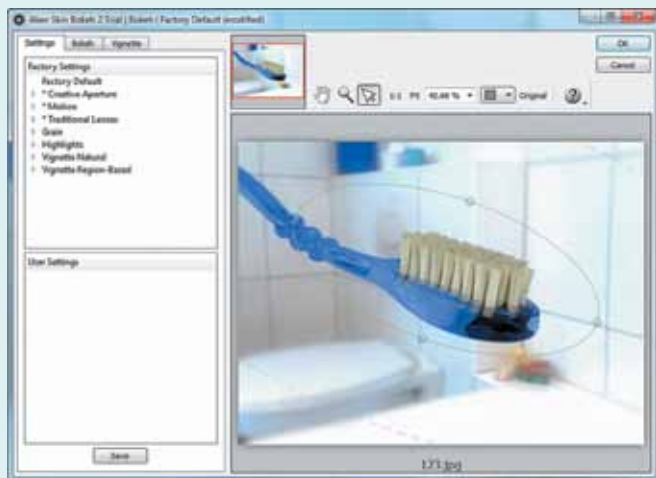 Alien Skin Bokeh 2 Trial | Bokeh | Factory Default (modified)
Settings Bokeh Vignette
Factory Settings
Factory Default
* Creative Aperture
* Motion
* Traditional Lenses
Grain
Highlights
Vignette Natural
Vignette Region-Based
User Settings
Save
1:1 Fit Original
OK
Cancel
123.jpg